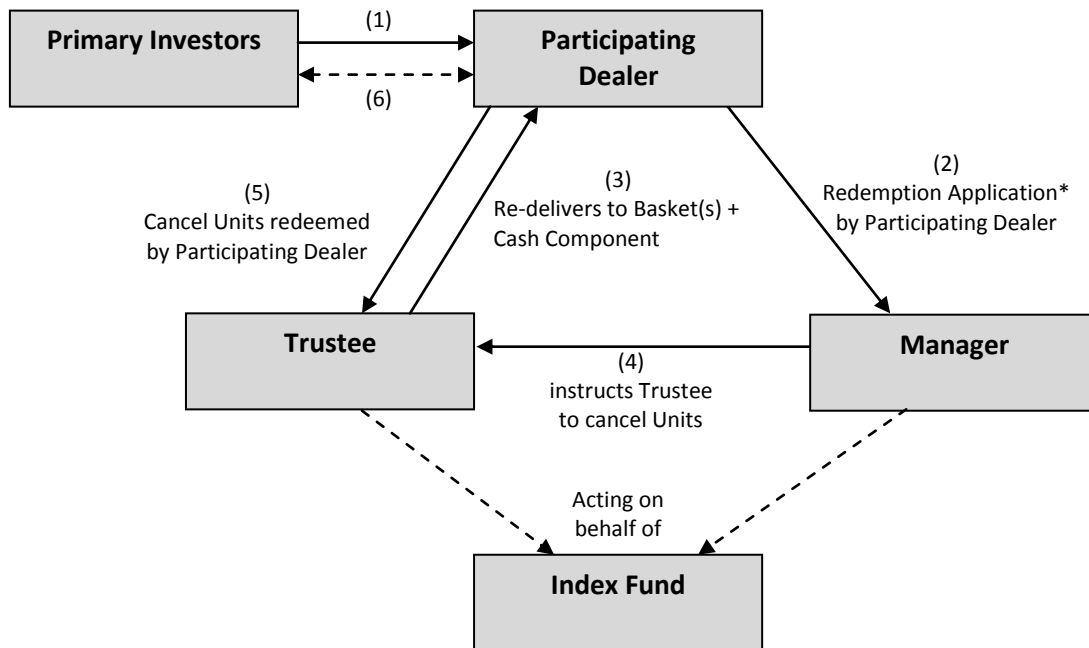 Primary Investors
(1)
(6)
Participating
Dealer
(5)
Cancel Units redeemed
by Participating Dealer
(3)
Re-delivers to Basket(s) +
Cash Component
(2)
Redemption Application*
by Participating Dealer
Trustee
(4)
instructs Trustee
to cancel Units
Manager
Acting on
behalf of
Index Fund